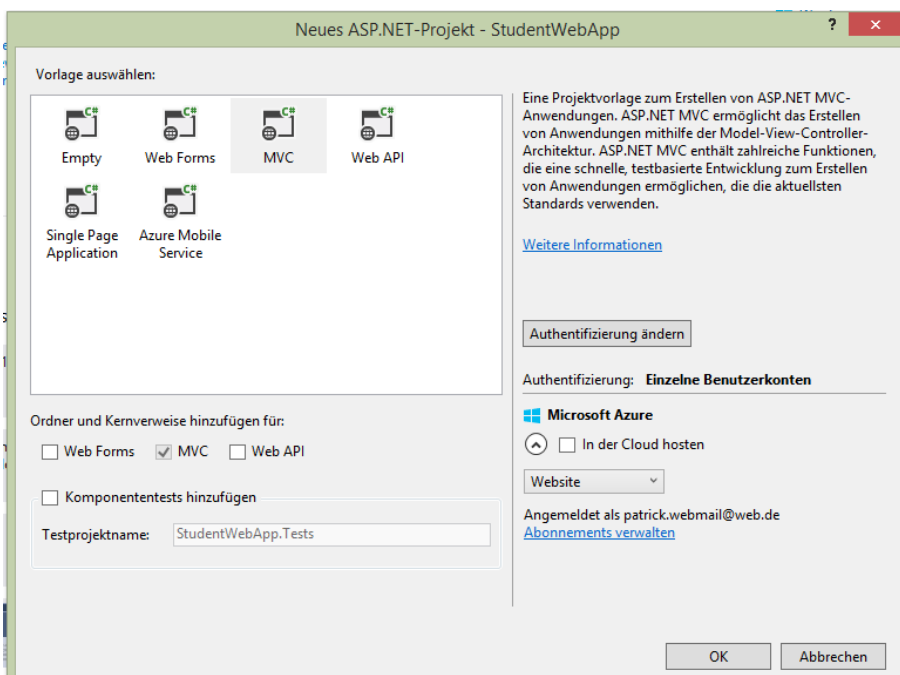 Neues ASP.NET-Projekt - StudentWebApp
?
Vorlage auswählen:
C#
C#
C#
C#
Empty
Web Forms
MVC
Web API
C#
C#
Single Page
Application
Azure Mobile
Service
Ordner und Kernverweise hinzufügen für:
Web Forms
MVC
Web API
Komponententests hinzufügen
Testprojektname:
StudentWebApp.Tests
Eine Projektvorlage zum Erstellen von ASP.NET MVC-
Anwendungen. ASP.NET MVC ermöglicht das Erstellen
von Anwendungen mithilfe der Model-View-Controller-
Architektur. ASP.NET MVC enthält zahlreiche Funktionen,
die eine schnelle, testbasierte Entwicklung zum Erstellen
von Anwendungen ermöglichen, die die aktuellsten
Standards verwenden.
Weitere Informationen
Authentifizierung ändern
Authentifizierung: Einzelne Benutzerkonten
Microsoft Azure
In der Cloud hosten
Website
Angemeldet als patrick.webmail@web.de
Abonnements verwalten
OK
Abbrechen